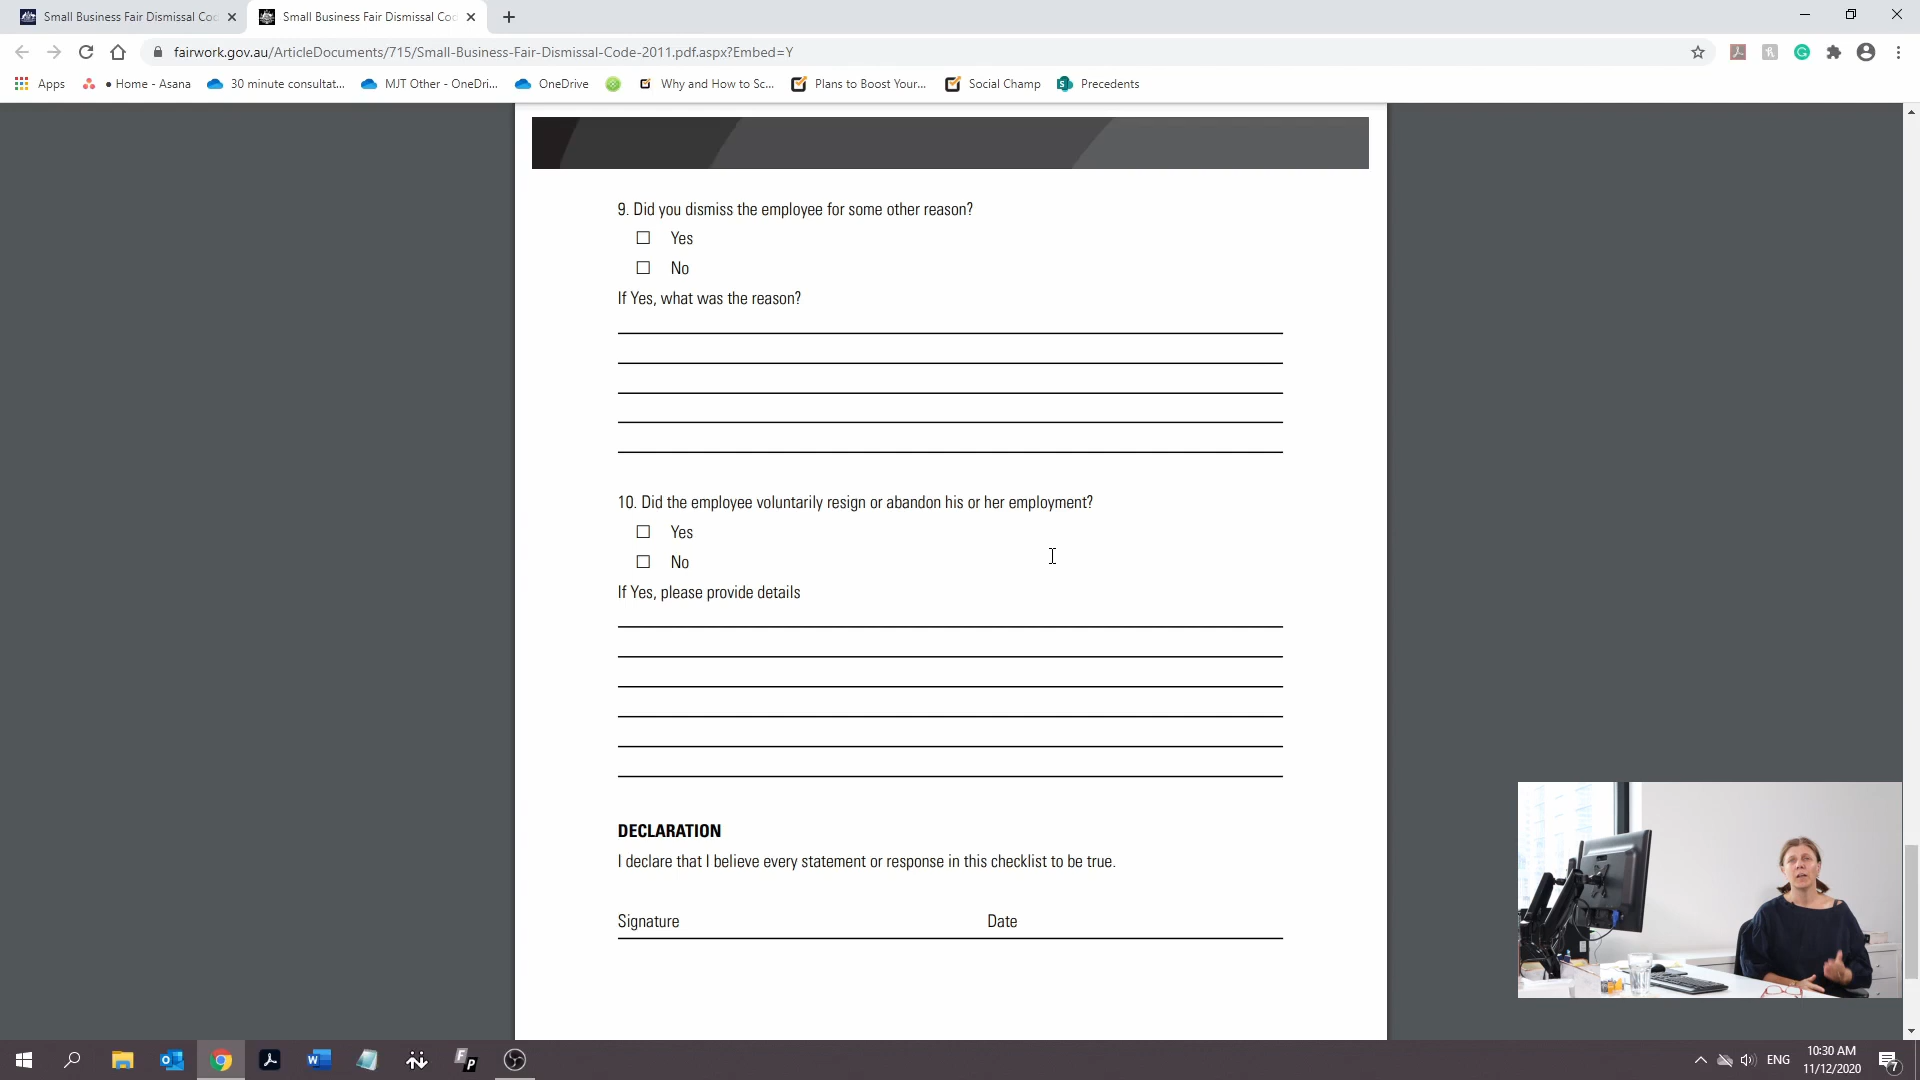 Small Business Fair Dismissal Coc
Small Business Fair Dismissal Co
fairwork.gov.au/ArticleDocuments/715/Small-Business-Fair-Dismissal-Code-2011.pdf.aspx?Embed=Y
Apps
• Home - Asana
30 minute consultat...
MJT Other - OneDri...
OneDrive
Why and How to Sc...
Plans to Boost Your...
Social Champ
Precedents
9. Did you dismiss the employee for some other reason?
Yes
No
If Yes, what was the reason?
10. Did the employee voluntarily resign or abandon his or her employment?
Yes
No
If Yes, please provide details
DECLARATION
I declare that I believe every statement or response in this checklist to be true.
Signature Date
ENG
10:30 AM
11/12/2020
7